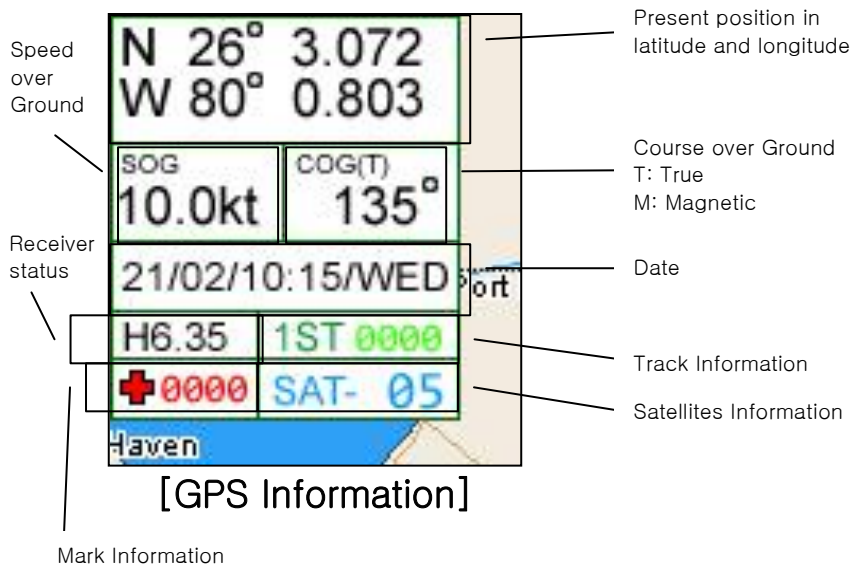 Present position in
latitude and longitude
Speed
over
Ground
N 26° 3.072
W 80° 0.803
Course over Ground
T: True
M: Magnetic
SOG
10.0kt
COG(T)
135°
Receiver
status
Date
21/02/10:15/WED
ort
H6.35
1ST 0000
Track Information
0000
SAT- 05
Satellites Information
Haven
[GPS Information]
Mark Information